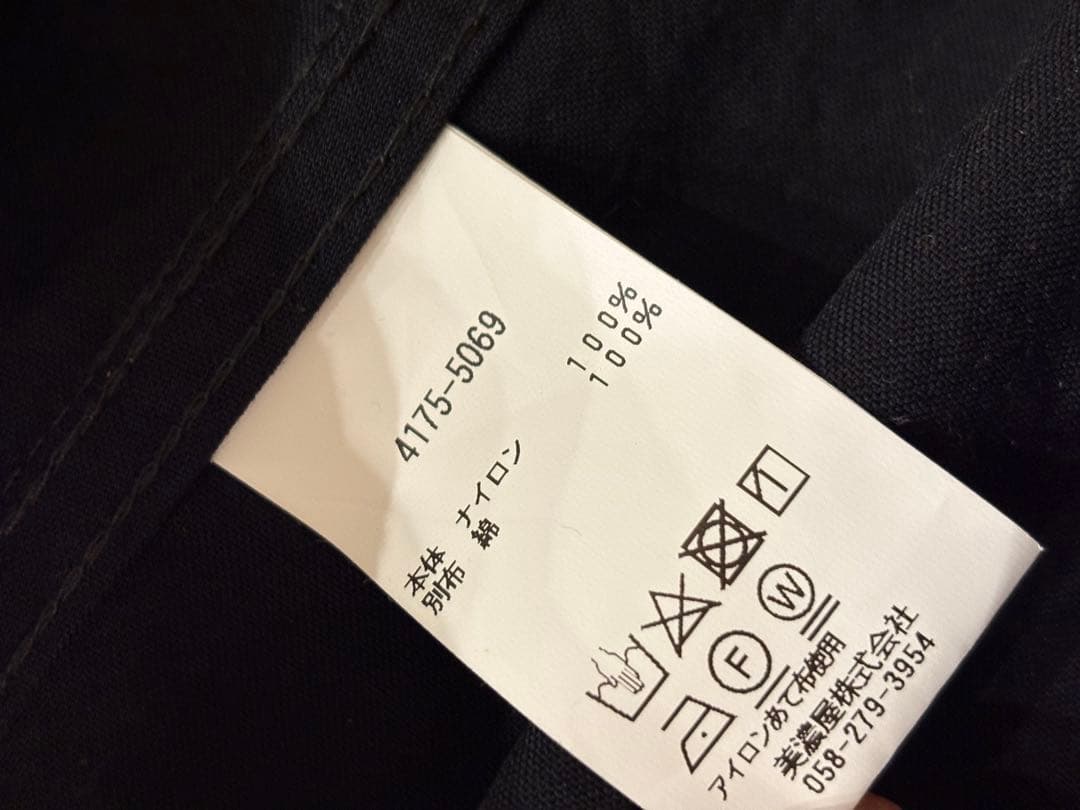 4175-5069
本体 ナイロン 100%
別布 綿 100%
F
W
アイロンあて布使用
美濃屋株式会社
058-279-3954